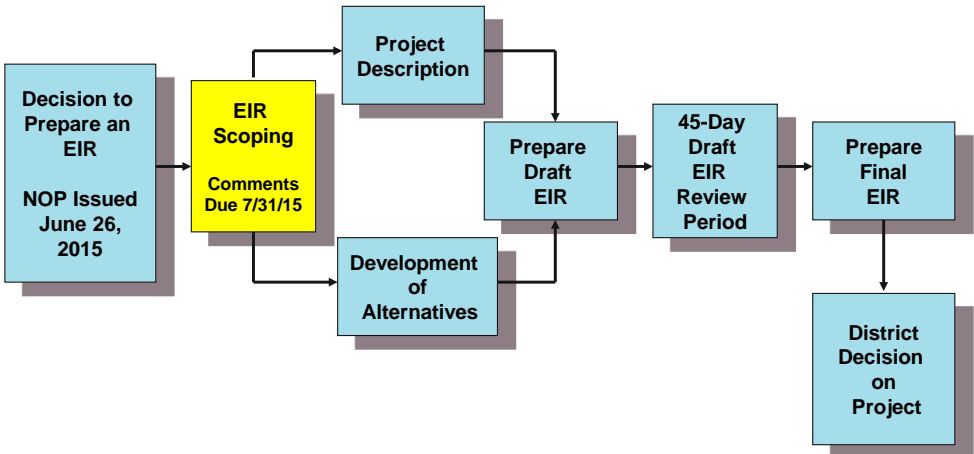 Decision to
Prepare an
EIR
NOP Issued
June 26,
2015
EIR
Scoping
Comments
Due 7/31/15
Project
Description
Development
of
Alternatives
Prepare
Draft
EIR
45-Day
Draft
EIR
Review
Period
Prepare
Final
EIR
District
Decision
on
Project